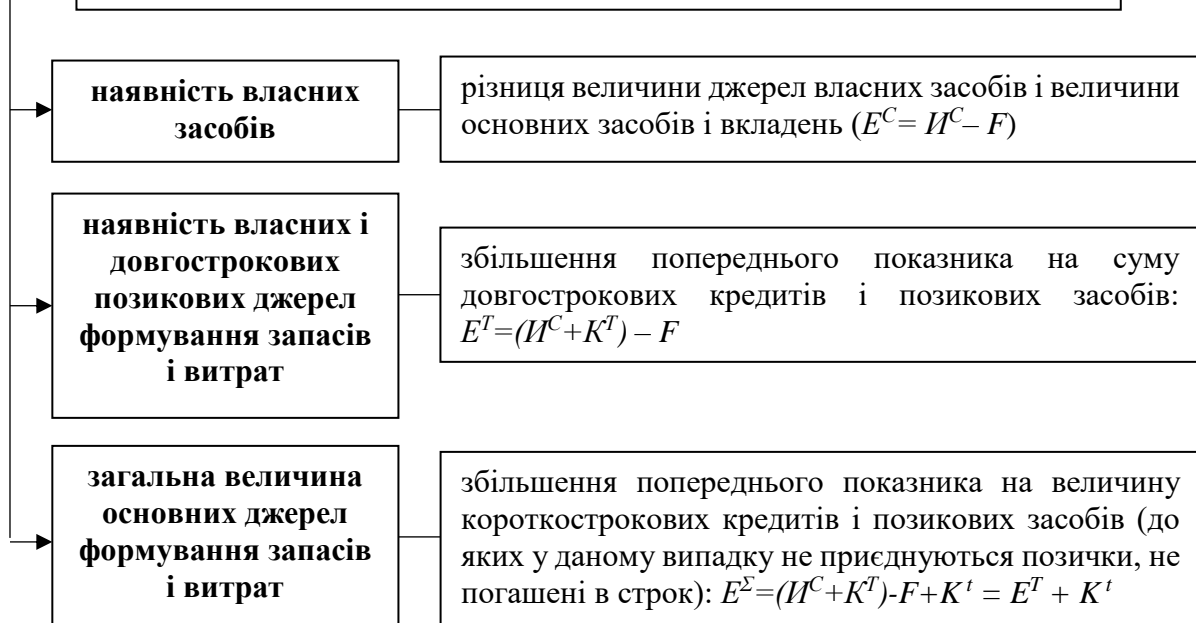 наявність власних
засобів
різниця величини джерел власних засобів і величини
основних засобів і вкладень (E^C= И^C– F)
наявність власних і
довгострокових
позикових джерел
формування запасів
і витрат
збільшення попереднього показника на суму
довгострокових кредитів і позикових засобів:
E^T=(И^C+K^T) – F
загальна величина
основних джерел
формування запасів
і витрат
збільшення попереднього показника на величину
короткострокових кредитів і позикових засобів (до
яких у даному випадку не приєднуються позички, не
погашені в строк): E^Σ=(И^C+K^T)-F+K^t = E^T + K^t